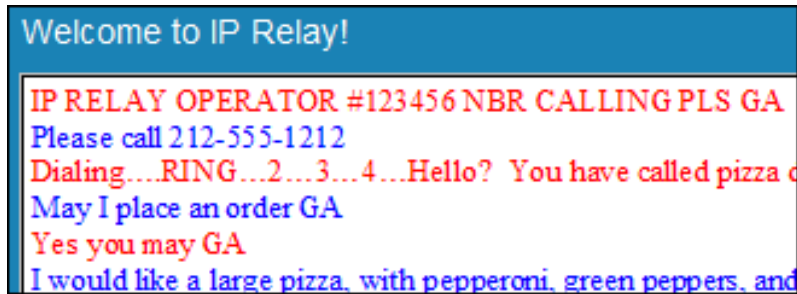 Welcome to IP Relay!
IP RELAY OPERATOR #123456 NBR CALLING PLS GA
Please call 212-555-1212
Dialing....RING...2...3...4...Hello?  You have called pizza
May I place an order GA
Yes you may GA
I would like a large pizza, with pepperoni, green peppers, and